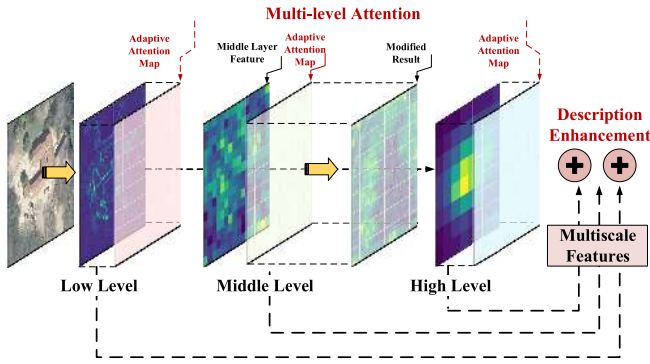 Multi-level Attention
Adaptive
Attention
Map
Middle Layer
Feature
Adaptive
Attention
Map
Modified
Result
Adaptive
Attention
Map
Description
Enhancement
Multiscale
Features
Low Level
Middle Level
High Level